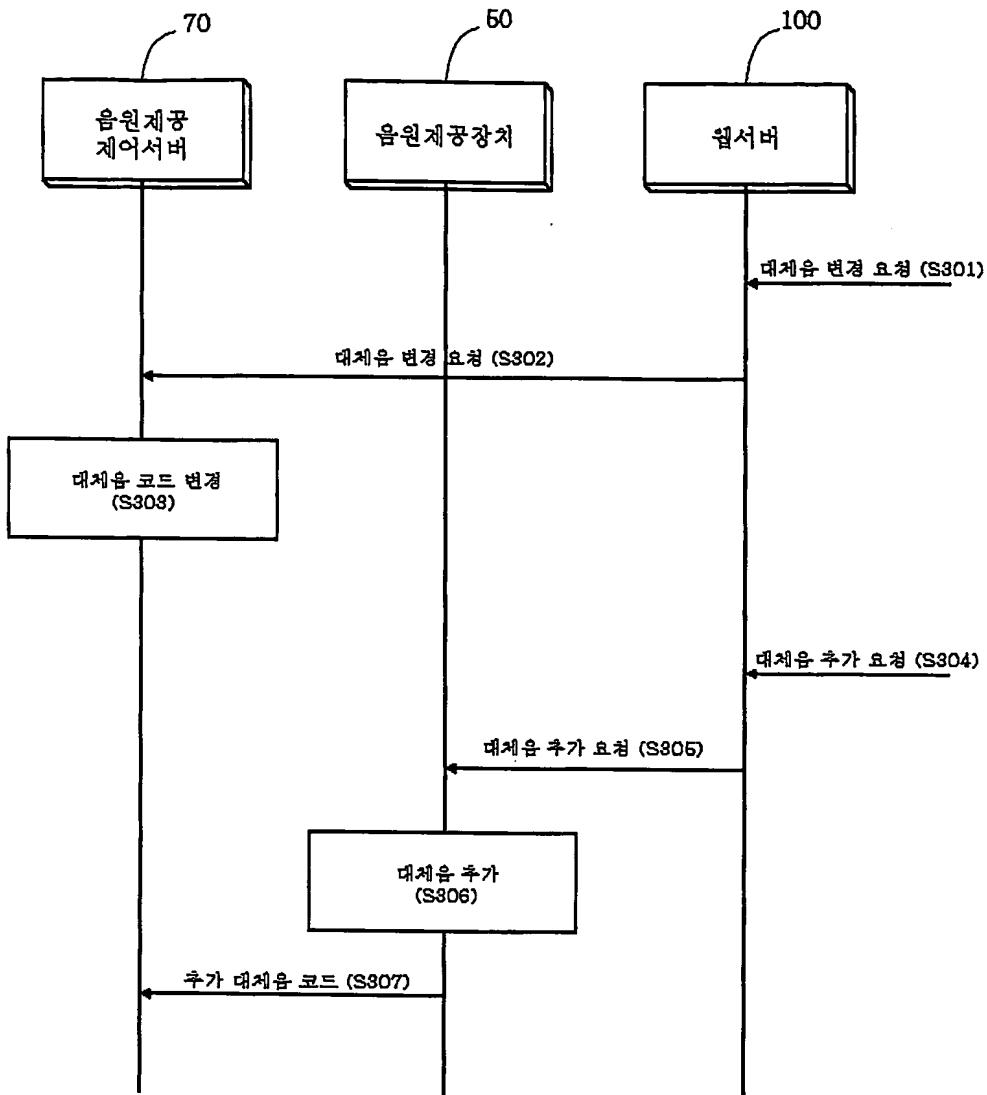 70
60
100
음원제공
제어서버
음원제공장치
웹서버
대체음 변경 요청 (S301)
대체음 변경 요청 (S302)
대체음 코드 변경
(S303)
대체음 추가 요청 (S304)
대체음 추가 요청 (S305)
대체음 추가
(S306)
추가 대체음 코드 (S307)